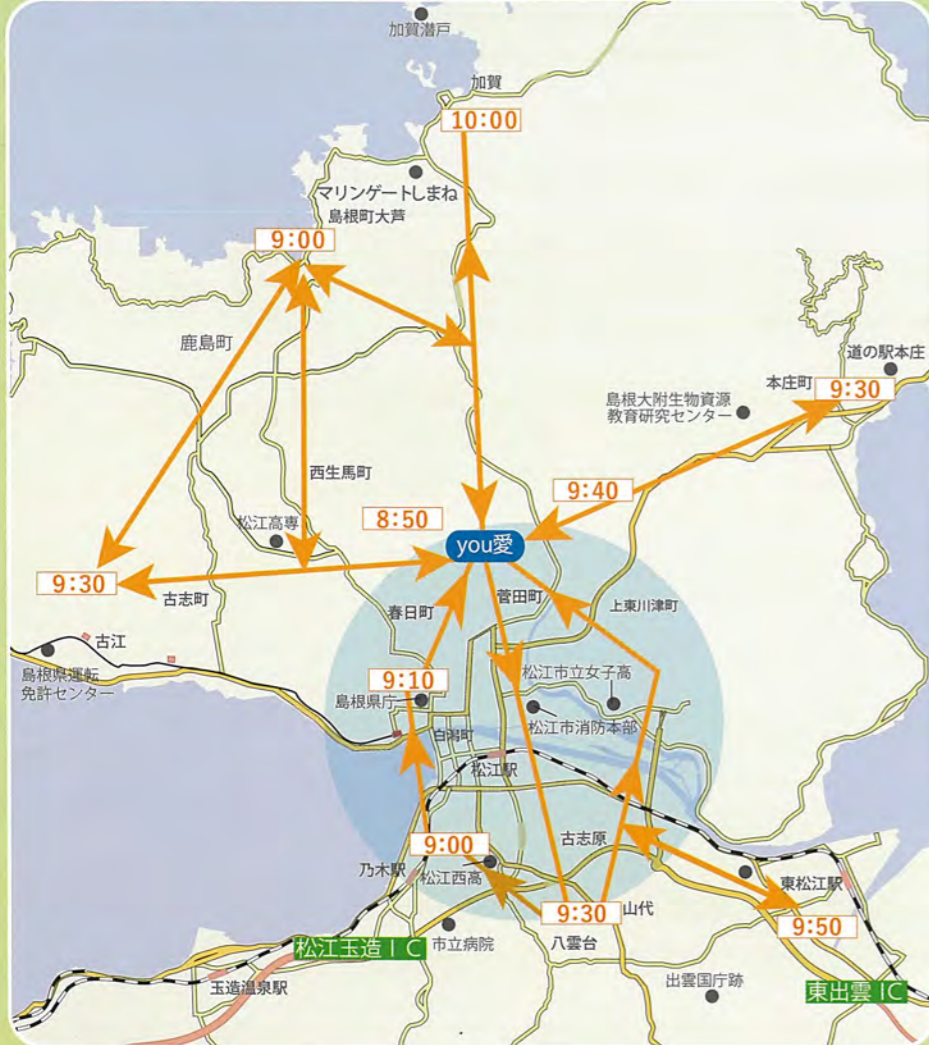 加賀潜戸
加賀
10:00
マリンゲートしまね
島根町大芦
9:00
鹿島町
道の駅本庄
本庄町
9:30
島根大附生物資源
教育研究センター
西生馬町
9:40
8:50
松江高専
you愛
9:30
古志町
菅田町
上東川津町
春日町
古江
島根県運転
免許センター
9:10
松江市立女子高
島根県庁
松江市消防本部
白潟町
松江駅
9:00
古志原
乃木駅
松江西高
東松江駅
9:30
山代
9:50
八雲台
市立病院
松江玉造 IC
玉造温泉駅
出雲国庁跡
東出雲 IC